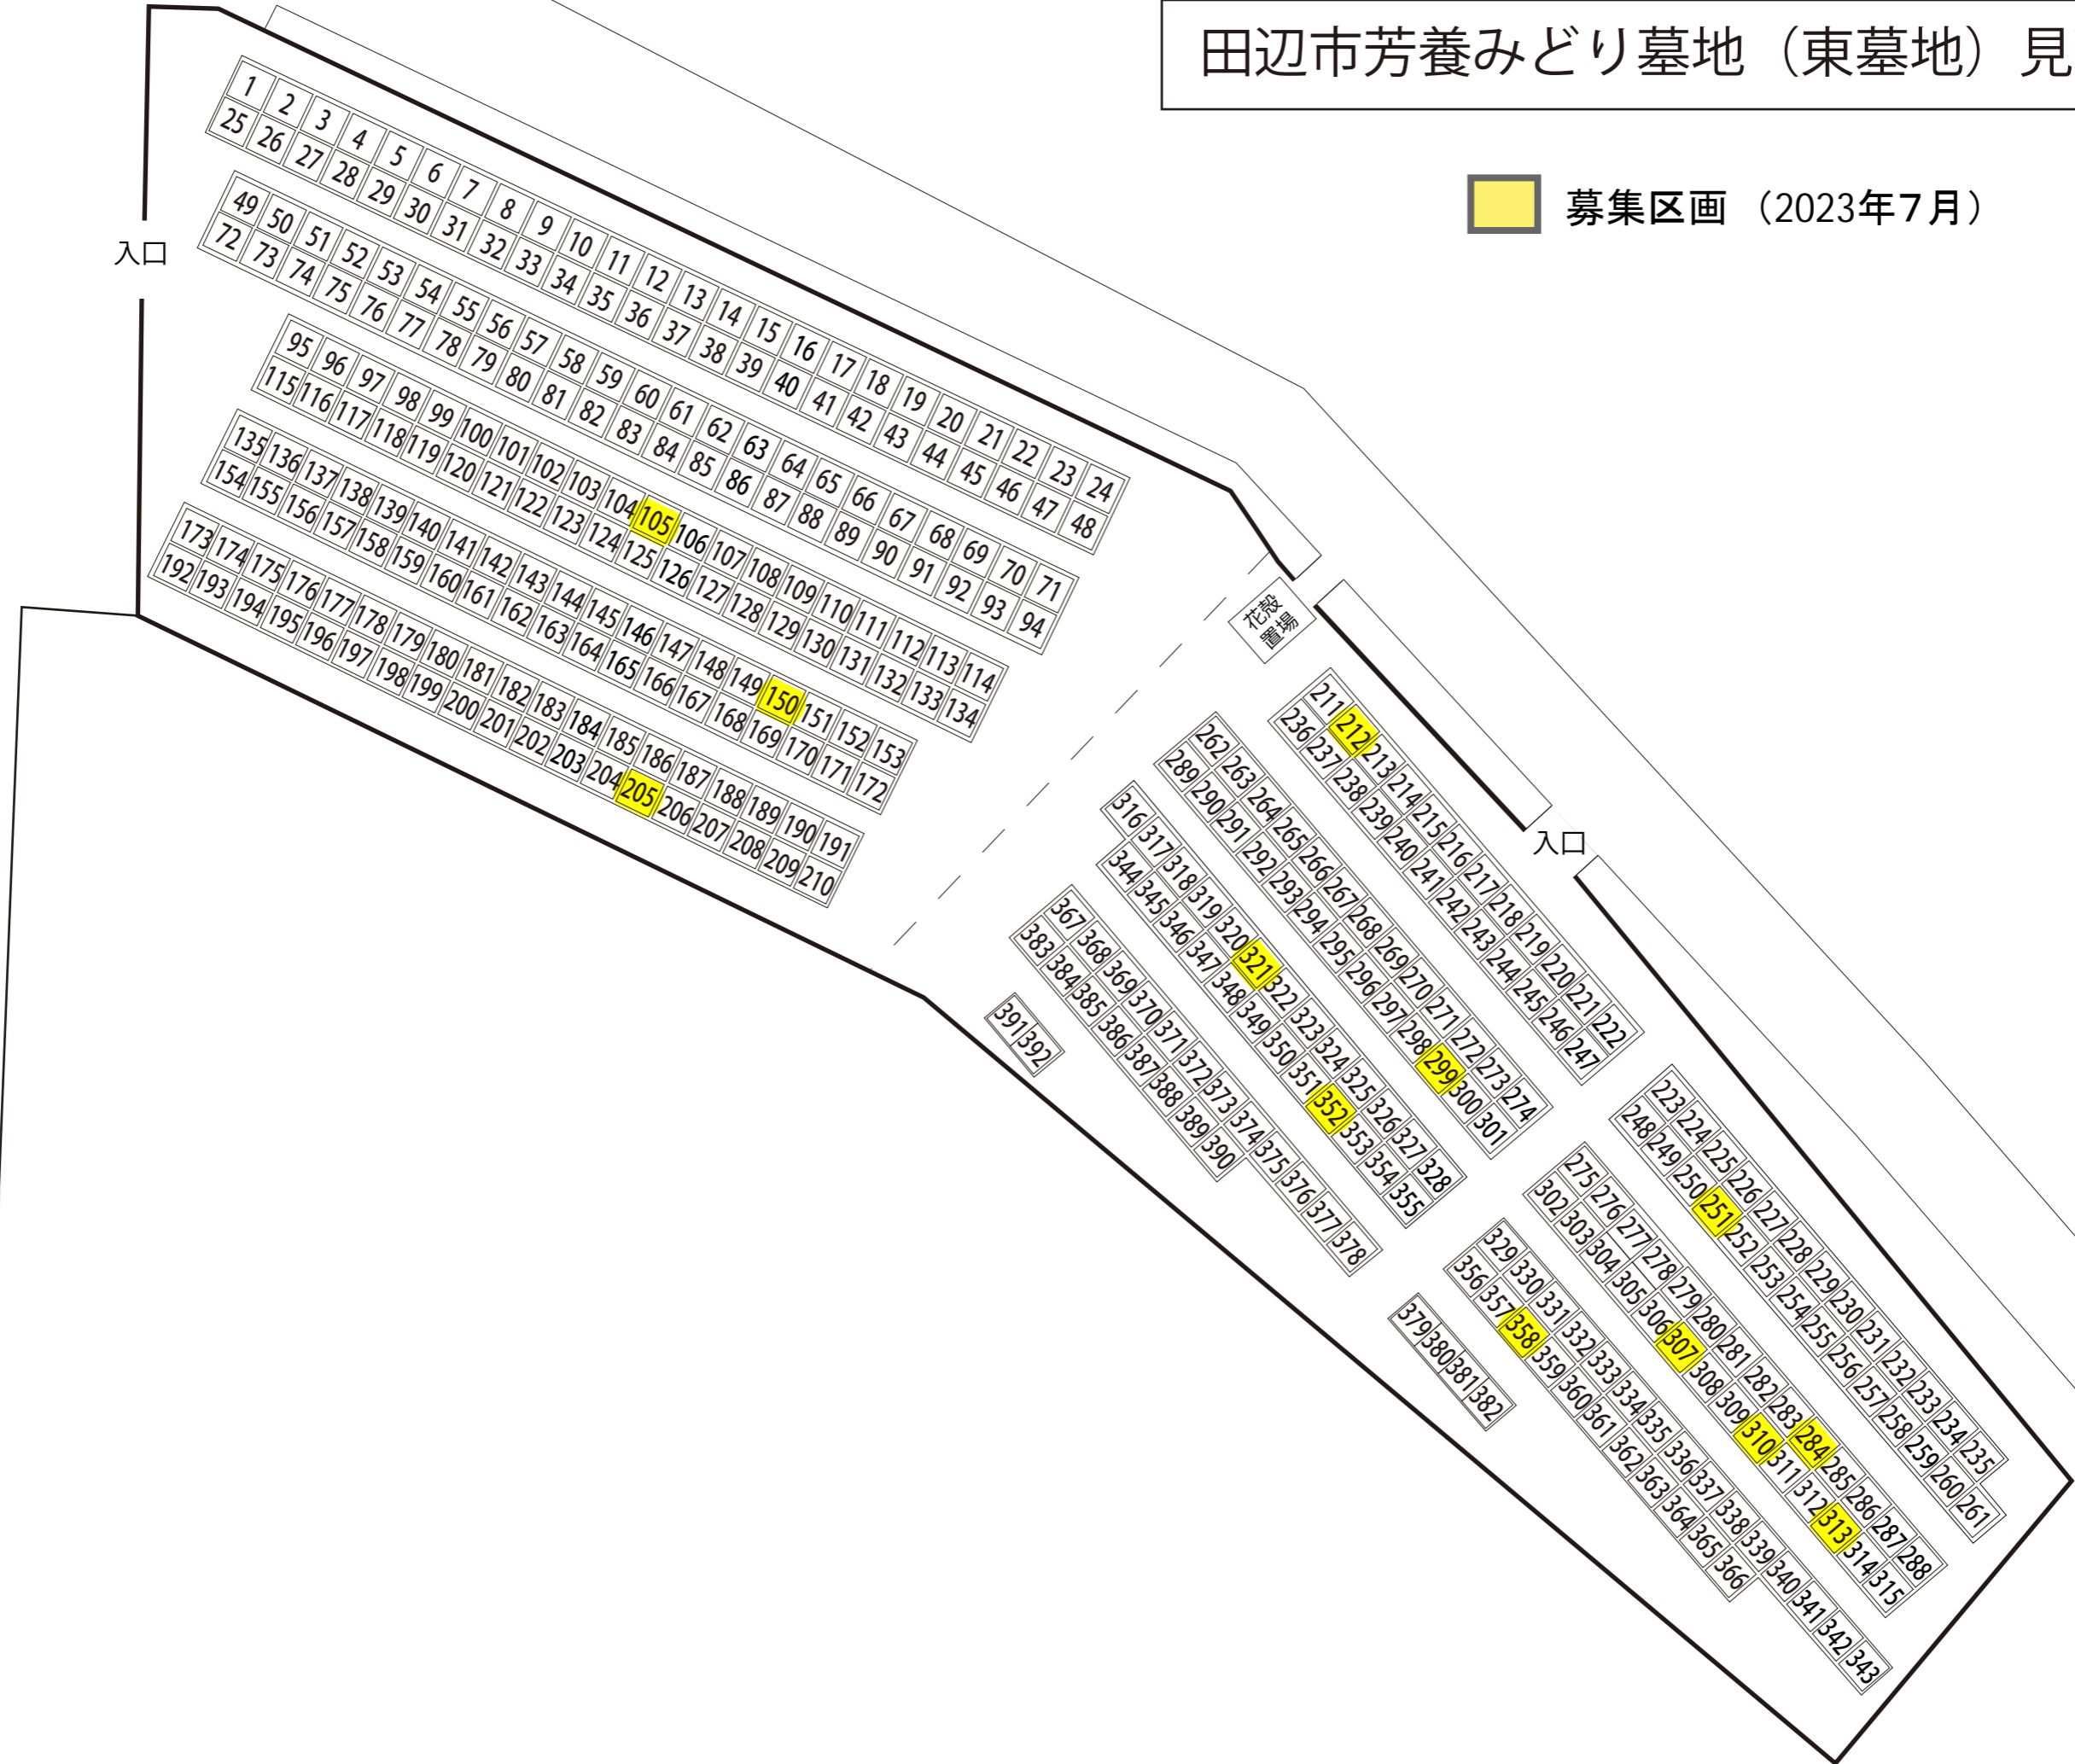 田辺市芳養みどり墓地（東墓地）見
募集区画（2023年７月）
入口
1 2 3 4 5 6 7 8 9 10 11 12 13 14 15 16 17 18 19 20 21 22 23 24
25 26 27 28 29 30 31 32 33 34 35 36 37 38 39 40 41 42 43 44 45 46 47 48
49 50 51 52 53 54 55 56 57 58 59 60 61 62 63 64 65 66 67 68 69 70 71
72 73 74 75 76 77 78 79 80 81 82 83 84 85 86 87 88 89 90 91 92 93 94
95 96 97 98 99 100 101 102 103 104 105 106 107 108 109 110 111 112 113 114
115 116 117 118 119 120 121 122 123 124 125 126 127 128 129 130 131 132 133 134
135 136 137 138 139 140 141 142 143 144 145 146 147 148 149 150 151 152 153
154 155 156 157 158 159 160 161 162 163 164 165 166 167 168 169 170 171 172
173 174 175 176 177 178 179 180 181 182 183 184 185 186 187 188 189 190 191
192 193 194 195 196 197 198 199 200 201 202 203 204 205 206 207 208 209 210
花殻
置場
入口
211 212 213 214 215 216 217 218 219 220 221 222
236 237 238 239 240 241 242 243 244 245 246 247
262 263 264 265 266 267 268 269 270 271 272 273 274
289 290 291 292 293 294 295 296 297 298 299 300 301
316 317 318 319 320 321 322 323 324 325 326 327 328
344 345 346 347 348 349 350 351 352 353 354 355
367 368 369 370 371 372 373 374 375 376 377 378
383 384 385 386 387 388 389 390
391 392
223 224 225 226 227 228 229 230 231 232 233 234 235
248 249 250 251 252 253 254 255 256 257 258 259 260 261
275 276 277 278 279 280 281 282 283 284 285 286 287 288
302 303 304 305 306 307 308 309 310 311 312 313 314 315
329 330 331 332 333 334 335 336 337 338 339 340 341 342 343
356 357 358 359 360 361 362 363 364 365 366
379 380 381 382